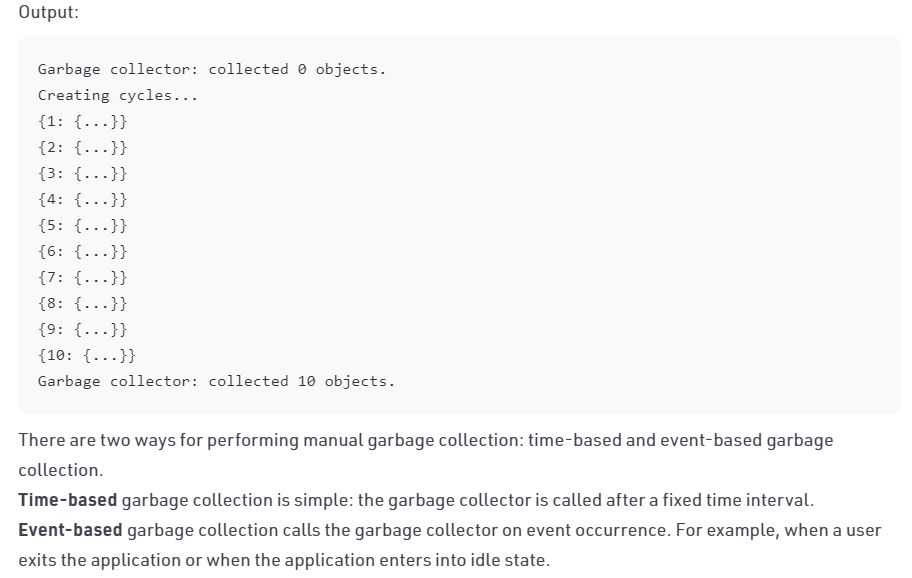 Output:
Garbage collector: collected 0 objects.
Creating cycles...
{1: {...}}
{2: {...}}
{3: {...}}
{4: {...}}
{5: {...}}
{6: {...}}
{7: {...}}
{8: {...}}
{9: {...}}
{10: {...}}
Garbage collector: collected 10 objects.
There are two ways for performing manual garbage collection: time-based and event-based garbage
collection.
Time-based garbage collection is simple: the garbage collector is called after a fixed time interval.
Event-based garbage collection calls the garbage collector on event occurrence. For example, when a user
exits the application or when the application enters into idle state.